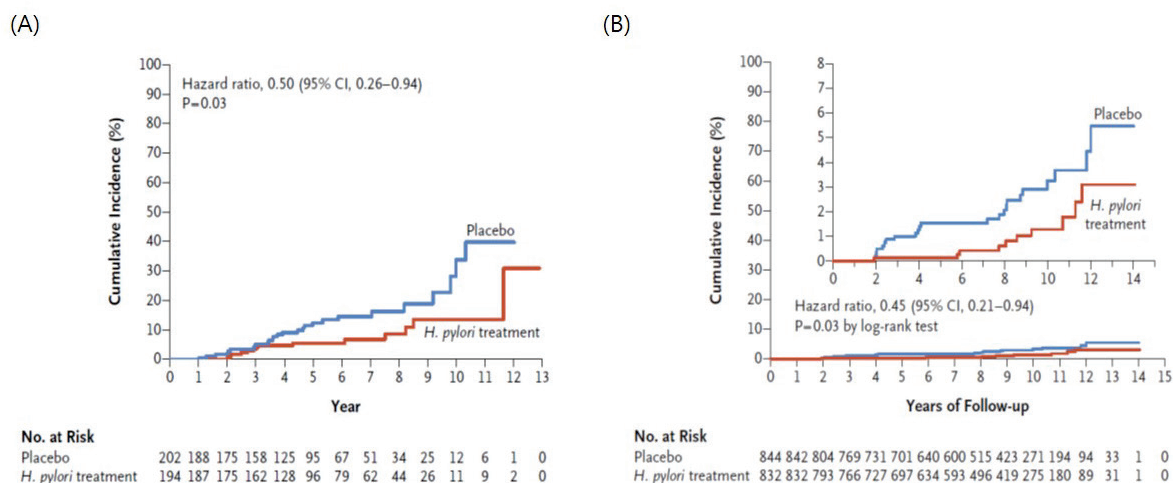 (A)
(B)
Cumulative Incidence (%)
100
90
80
70
60
50
40
30
20
10
0
Hazard ratio, 0.50 (95% CI, 0.26–0.94)
P=0.03
Placebo
H. pylori treatment
0 1 2 3 4 5 6 7 8 9 10 11 12 13
Year
No. at Risk
Placebo 202 188 175 158 125 95 67 51 34 25 12 6 1 0
H. pylori treatment 194 187 175 162 128 96 79 62 44 26 11 9 2 0
Cumulative Incidence (%)
100
90
80
70
60
50
40
30
20
10
0
8
7
6
5
4
3
2
1
0
Placebo
H. pylori
treatment
0 2 4 6 8 10 12 14
Hazard ratio, 0.45 (95% CI, 0.21–0.94)
P=0.03 by log-rank test
0 1 2 3 4 5 6 7 8 9 10 11 12 13 14 15
Years of Follow-up
No. at Risk
Placebo 844 842 804 769 731 701 640 600 515 423 271 194 94 33 1 0
H. pylori treatment 832 832 793 766 727 697 634 593 496 419 275 180 89 31 1 0